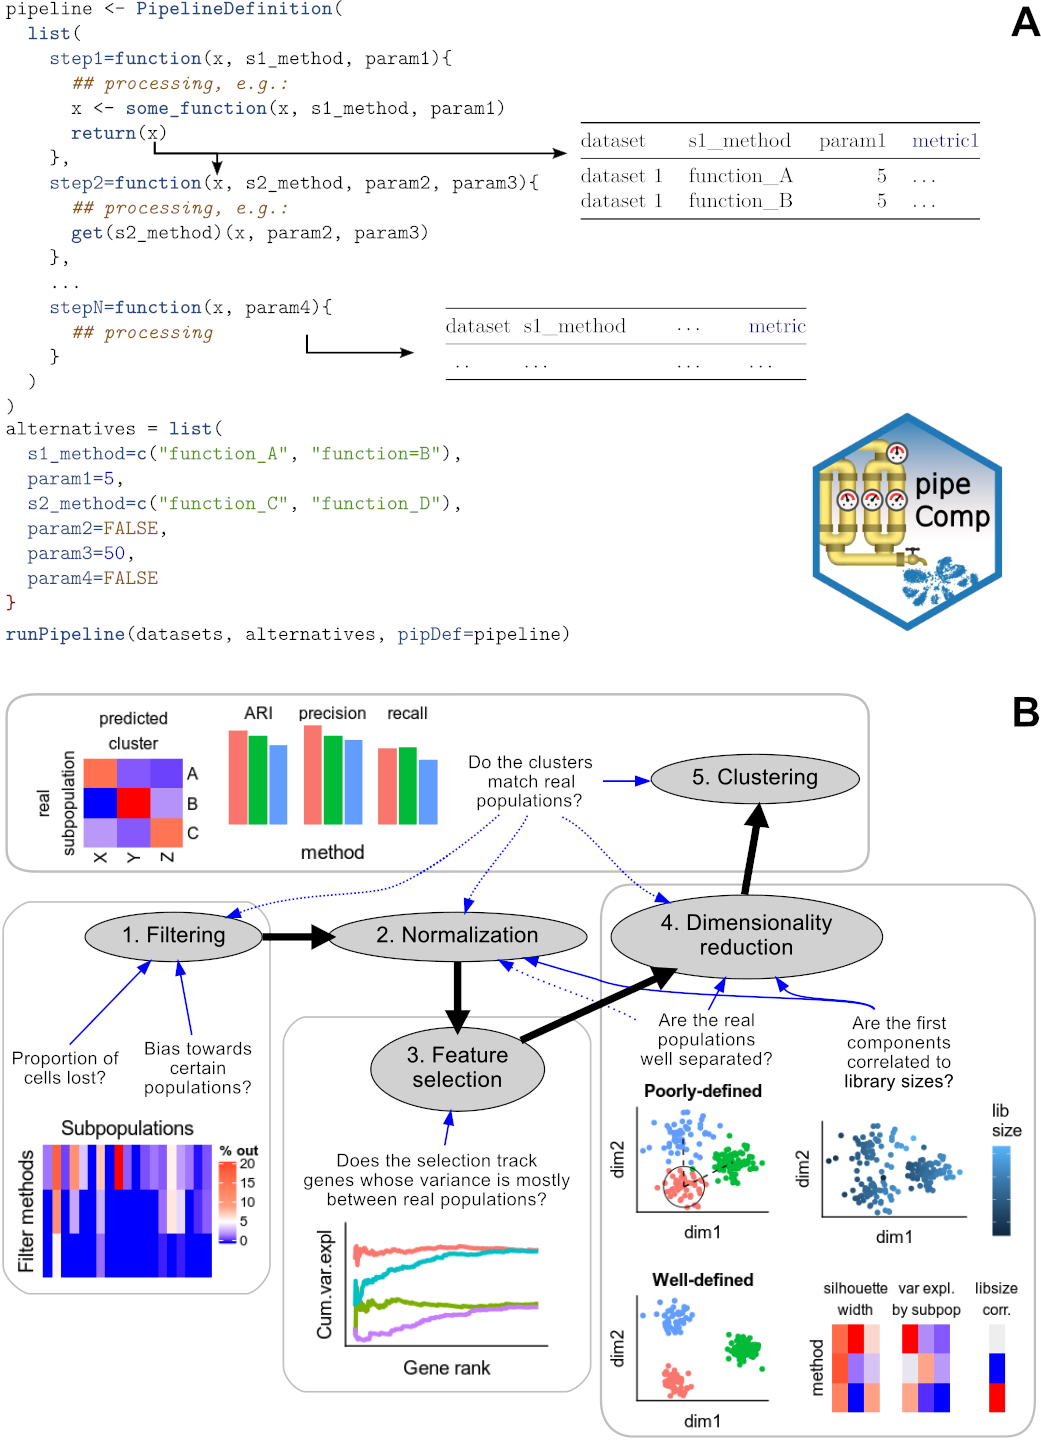 pipeline <- PipelineDefinition(
A
list(
step1=function(x, s1_method, param1){
## processing, e.g.:
x <- some_function(x, s1_method, param1)
return(x)
},
dataset s1_method param1 metric1
dataset 1 function_A 5 ...
dataset 1 function_B 5 ...
step2=function(x, s2_method, param2, param3){
## processing, e.g.:
get(s2_method)(x, param2, param3)
},
...
stepN=function(x, param4){
## processing
}
)
)
dataset s1_method ... metric
.. ... ... ...
alternatives = list(
s1_method=c("function_A", "function=B"),
param1=5,
s2_method=c("function_C", "function_D"),
param2=FALSE,
param3=50,
param4=FALSE
}
runPipeline(datasets, alternatives, pipDef=pipeline)
pipe
Comp
B
predicted
cluster
real
subpopulation
A
B
C
X Y Z
ARI precision recall
method
Do the clusters
match real
populations?
5. Clustering
1. Filtering
2. Normalization
4. Dimensionality
reduction
3. Feature
selection
Proportion of
cells lost?
Bias towards
certain
populations?
Subpopulations
Filter methods
% out
20
15
10
5
0
Does the selection track
genes whose variance is mostly
between real populations?
Cum.var.expl
Gene rank
Are the real
populations
well separated?
Are the first
components
correlated to
library sizes?
Poorly-defined
dim2
dim1
dim2
dim1
lib
size
Well-defined
dim2
dim1
silhouette
width
var expl.
by subpop
libsize
corr.
method